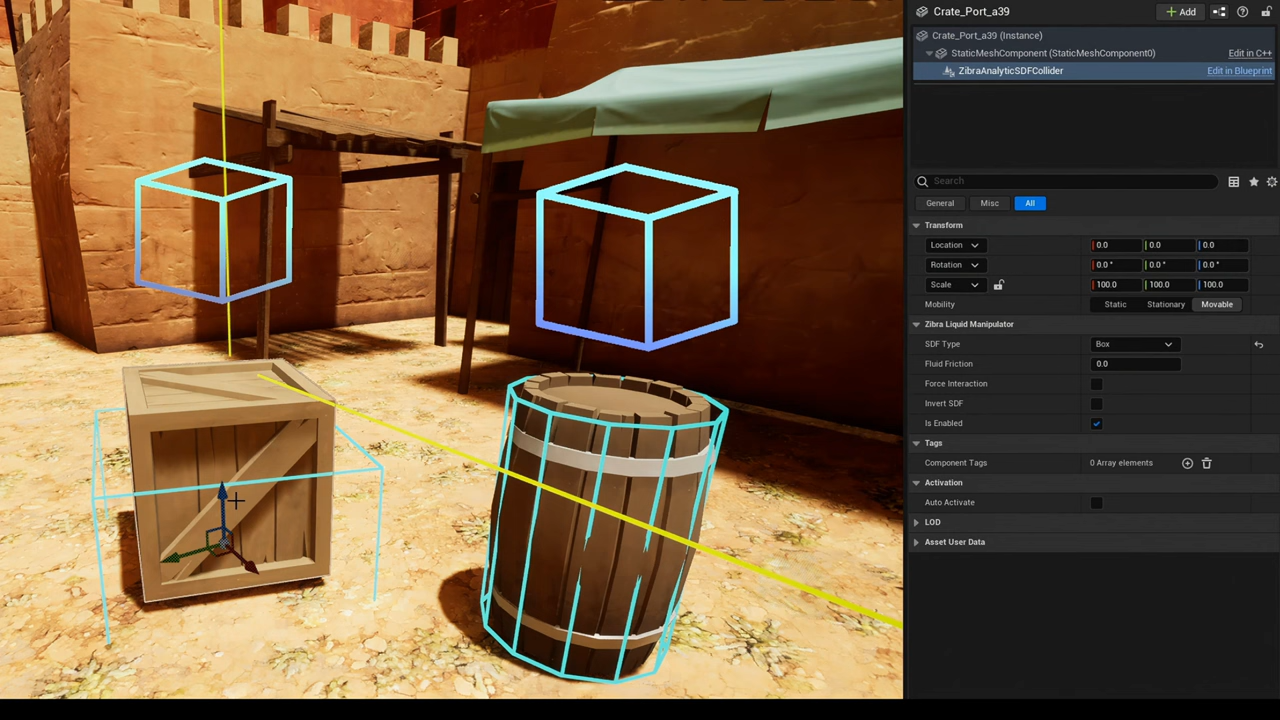 Crate_Port_a39
Add
Crate_Port_a39 (Instance)
StaticMeshComponent (StaticMeshComponent0) Edit in C++
ZibraAnalyticSDFCollider Edit in Blueprint
Search
General Misc All
Transform
Location 0.0 0.0 0.0
Rotation 0.0 ° 0.0 ° 0.0 °
Scale 100.0 100.0 100.0
Mobility Static Stationary Movable
Zibra Liquid Manipulator
SDF Type Box
Fluid Friction 0.0
Force Interaction
Invert SDF
Is Enabled
Tags
Component Tags 0 Array elements
Activation
Auto Activate
LOD
Asset User Data